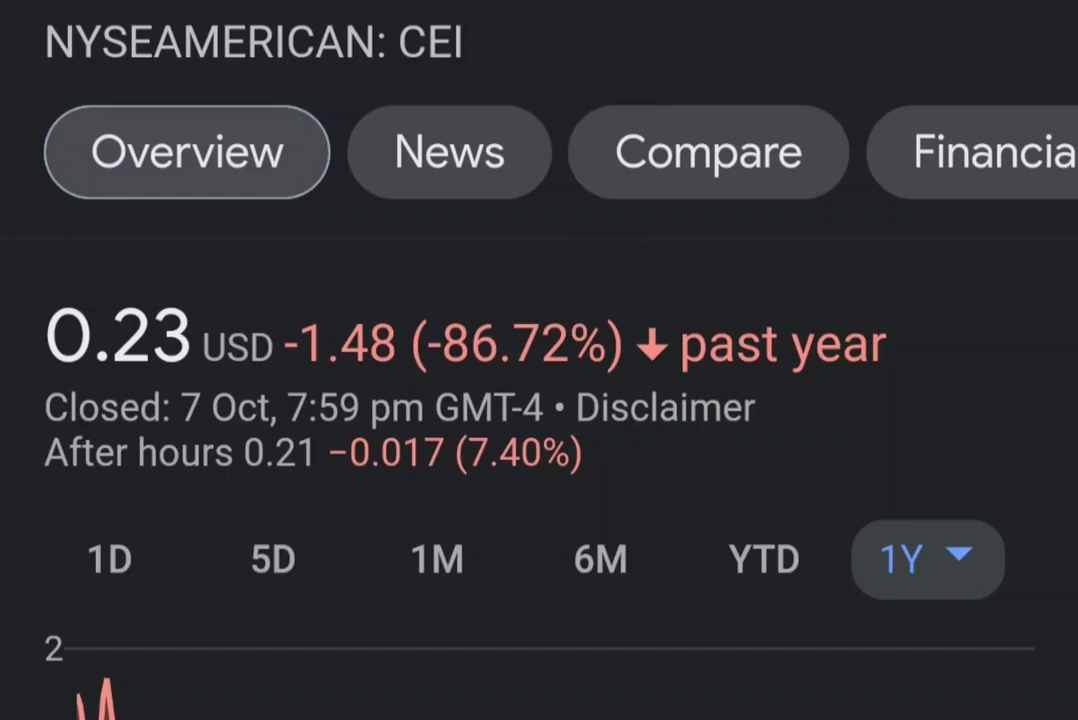 NYSEAMERICAN: CEI
Overview News Compare Financia
0.23 USD -1.48 (-86.72%) ↓ past year
Closed: 7 Oct, 7:59 pm GMT-4 • Disclaimer
After hours 0.21 −0.017 (7.40%)
1D 5D 1M 6M YTD 1Y
2